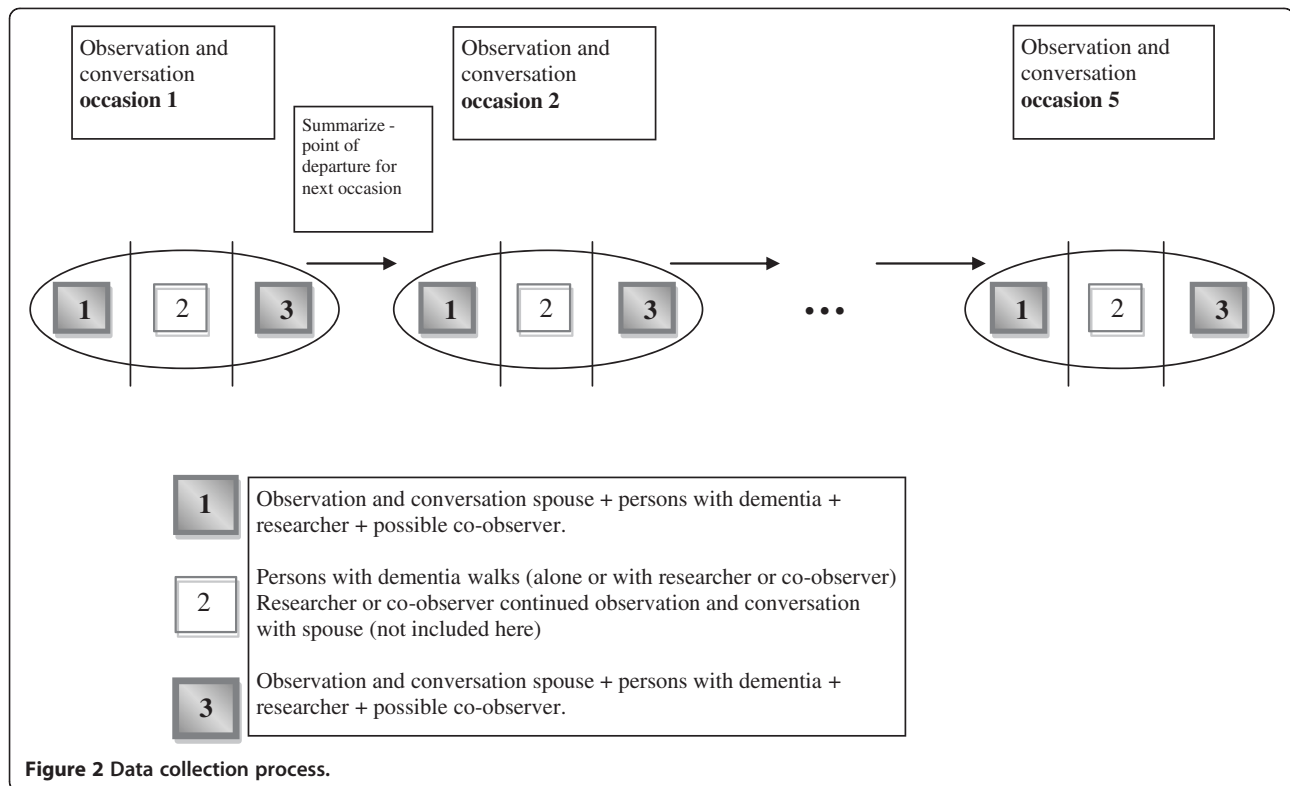 Observation and
conversation
occasion 1
Summarize -
point of
departure for
next occasion
Observation and
conversation
occasion 2
Observation and
conversation
occasion 5
1
2
3
1
2
3
...
1
2
3
1
Observation and conversation spouse + persons with dementia +
researcher + possible co-observer.
2
Persons with dementia walks (alone or with researcher or co-observer)
Researcher or co-observer continued observation and conversation
with spouse (not included here)
3
Observation and conversation spouse + persons with dementia +
researcher + possible co-observer.
Figure 2 Data collection process.